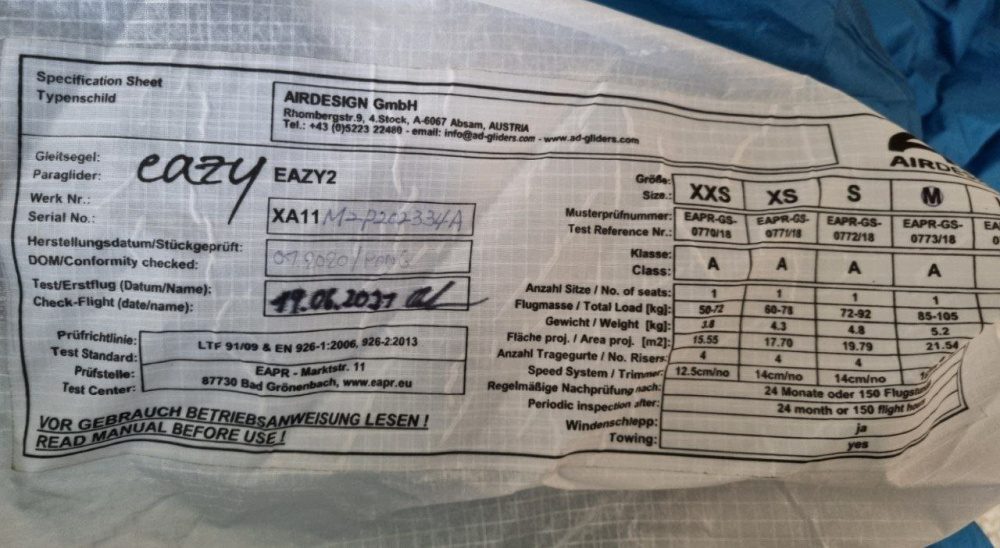 Specification Sheet
Typenschild
AIRDESIGN GmbH
Rhombergstr.9, 4.Stock, A-6067 Absam, AUSTRIA
Tel.: +43 (0)5223 22480 - email: info@ad-gliders.com - www.ad-gliders.com
AIRDE
Gleitsegel:
Paraglider:
eazy EAZY2
Werk Nr.:
Serial No.:
XA11
Herstellungsdatum/Stückgeprüft:
DOM/Conformity checked:
Test/Erstflug (Datum/Name):
Check-Flight (date/name):
19.06.2021
Prüfrichtlinie:
Test Standard:
LTF 91/09 & EN 926-1:2006, 926-2:2013
Prüfstelle:
Test Center:
EAPR - Marktstr. 11
87730 Bad Grönenbach, www.eapr.eu
VOR GEBRAUCH BETRIEBSANWEISUNG LESEN !
READ MANUAL BEFORE USE !
Größe:
Size.: XXS XS S M
Musterprüfnummer: EAPR-GS- EAPR-GS- EAPR-GS- EAPR-GS- EA
Test Reference Nr.: 0770/18 0771/18 0772/18 0773/18
Klasse:
Class: A A A A
Anzahl Sitze / No. of seats: 1 1 1 1
Flugmasse / Total Load [kg]: 50-72 60-78 72-92 85-105
Gewicht / Weight [kg]: 3.8 4.3 4.8 5.2
Fläche proj. / Area proj. [m2]: 15.55 17.70 19.79 21.54
Anzahl Tragegurte / No. Risers: 4 4 4
Speed System / Trimmer: 12.5cm/no 14cm/no 14cm/no
Regelmäßige Nachprüfung nach: 24 Monate oder 150 Flugstu
Periodic inspection after: 24 month or 150 flight ho
Windenschlepp: ja
Towing: yes